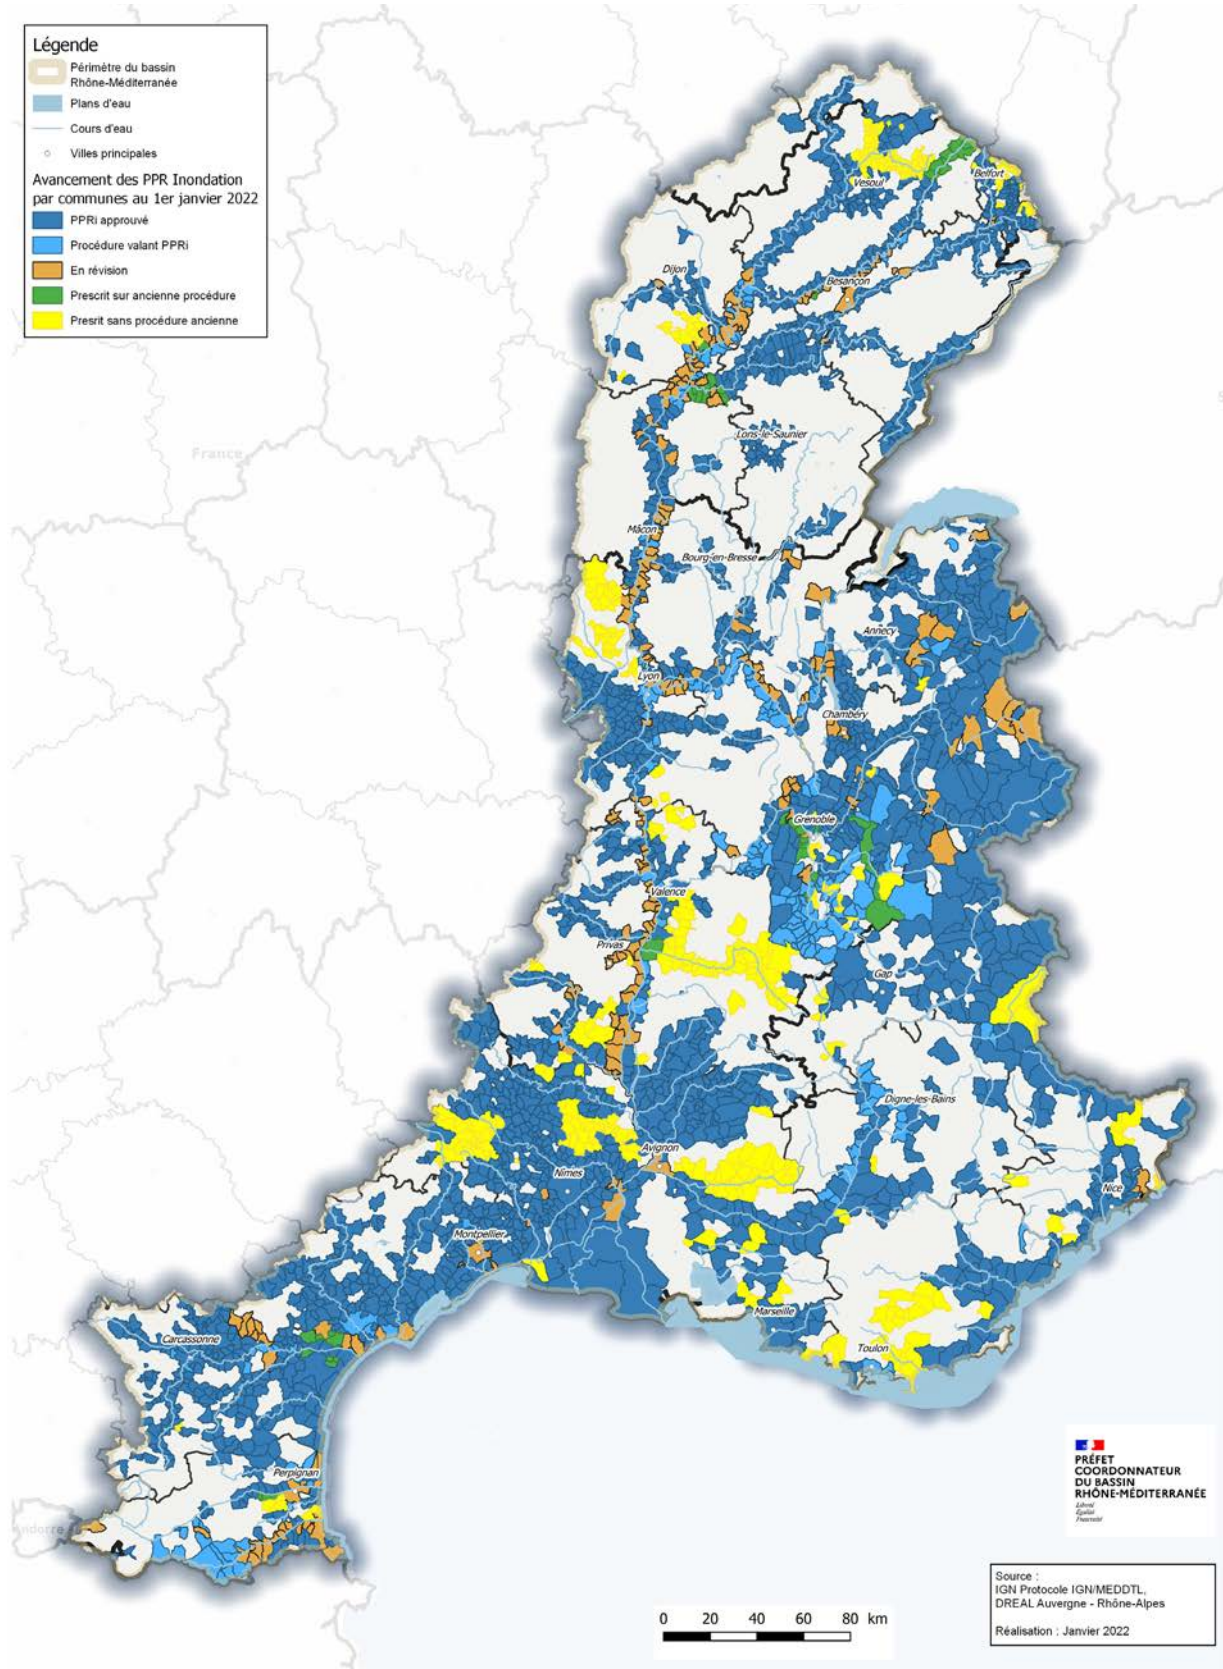 Légende
Périmètre du bassin
Rhône-Méditerranée
Plans d'eau
Cours d'eau
Villes principales
Avancement des PPR Inondation
par communes au 1er janvier 2022
PPRi approuvé
Procédure valant PPRi
En révision
Prescrit sur ancienne procédure
Presrit sans procédure ancienne
Vesoul
Belfort
Dijon
Besançon
Lons-le-Saunier
France
Mâcon
Bourg-en-Bresse
Annecy
Lyon
Chambéry
Grenoble
Valence
Privas
Gap
Digne-les-Bains
Avignon
Nîmes
Nice
Montpellier
Marseille
Carcassonne
Toulon
Perpignan
Andorre
PRÉFET
COORDONNATEUR
DU BASSIN
RHÔNE-MÉDITERRANÉE
Liberté
Égalité
Fraternité
Source :
IGN Protocole IGN/MEDDTL,
DREAL Auvergne - Rhône-Alpes
Réalisation : Janvier 2022
0 20 40 60 80 km